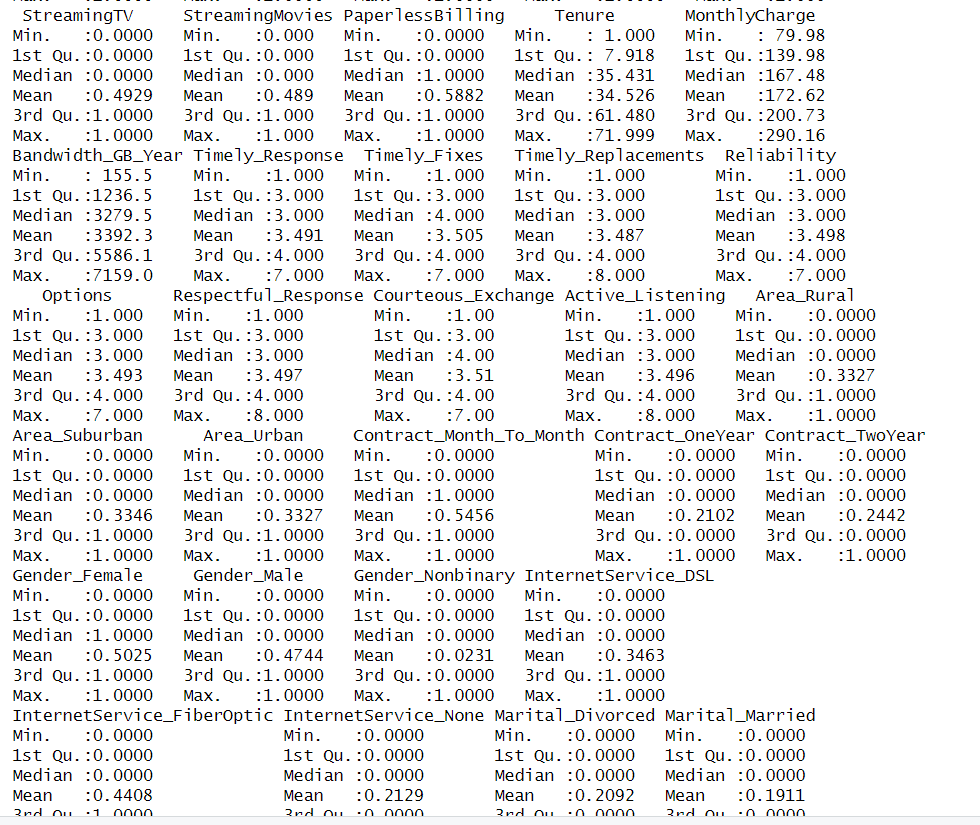 StreamingTV StreamingMovies PaperlessBilling Tenure MonthlyCharge
Min. :0.0000 Min. :0.000 Min. :0.0000 Min. : 1.000 Min. : 79.98
1st Qu.:0.0000 1st Qu.:0.000 1st Qu.:0.0000 1st Qu.: 7.918 1st Qu.:139.98
Median :0.0000 Median :0.000 Median :1.0000 Median :35.431 Median :167.48
Mean :0.4929 Mean :0.489 Mean :0.5882 Mean :34.526 Mean :172.62
3rd Qu.:1.0000 3rd Qu.:1.000 3rd Qu.:1.0000 3rd Qu.:61.480 3rd Qu.:200.73
Max. :1.0000 Max. :1.000 Max. :1.0000 Max. :71.999 Max. :290.16
Bandwidth_GB_Year Timely_Response Timely_Fixes Timely_Replacements Reliability
Min. : 155.5 Min. :1.000 Min. :1.000 Min. :1.000 Min. :1.000
1st Qu.:1236.5 1st Qu.:3.000 1st Qu.:3.000 1st Qu.:3.000 1st Qu.:3.000
Median :3279.5 Median :3.000 Median :4.000 Median :3.000 Median :3.000
Mean :3392.3 Mean :3.491 Mean :3.505 Mean :3.487 Mean :3.498
3rd Qu.:5586.1 3rd Qu.:4.000 3rd Qu.:4.000 3rd Qu.:4.000 3rd Qu.:4.000
Max. :7159.0 Max. :7.000 Max. :7.000 Max. :8.000 Max. :7.000
Options Respectful_Response Courteous_Exchange Active_Listening Area_Rural
Min. :1.000 Min. :1.000 Min. :1.00 Min. :1.000 Min. :0.0000
1st Qu.:3.000 1st Qu.:3.000 1st Qu.:3.00 1st Qu.:3.000 1st Qu.:0.0000
Median :3.000 Median :3.000 Median :4.00 Median :3.000 Median :0.0000
Mean :3.493 Mean :3.497 Mean :3.51 Mean :3.496 Mean :0.3327
3rd Qu.:4.000 3rd Qu.:4.000 3rd Qu.:4.00 3rd Qu.:4.000 3rd Qu.:1.0000
Max. :7.000 Max. :8.000 Max. :7.00 Max. :8.000 Max. :1.0000
Area_Suburban Area_Urban Contract_Month_To_Month Contract_OneYear Contract_TwoYear
Min. :0.0000 Min. :0.0000 Min. :0.0000 Min. :0.0000 Min. :0.0000
1st Qu.:0.0000 1st Qu.:0.0000 1st Qu.:0.0000 1st Qu.:0.0000 1st Qu.:0.0000
Median :0.0000 Median :0.0000 Median :1.0000 Median :0.0000 Median :0.0000
Mean :0.3346 Mean :0.3327 Mean :0.5456 Mean :0.2102 Mean :0.2442
3rd Qu.:1.0000 3rd Qu.:1.0000 3rd Qu.:1.0000 3rd Qu.:0.0000 3rd Qu.:0.0000
Max. :1.0000 Max. :1.0000 Max. :1.0000 Max. :1.0000 Max. :1.0000
Gender_Female Gender_Male Gender_Nonbinary InternetService_DSL
Min. :0.0000 Min. :0.0000 Min. :0.0000 Min. :0.0000
1st Qu.:0.0000 1st Qu.:0.0000 1st Qu.:0.0000 1st Qu.:0.0000
Median :1.0000 Median :0.0000 Median :0.0000 Median :0.0000
Mean :0.5025 Mean :0.4744 Mean :0.0231 Mean :0.3463
3rd Qu.:1.0000 3rd Qu.:1.0000 3rd Qu.:0.0000 3rd Qu.:1.0000
Max. :1.0000 Max. :1.0000 Max. :1.0000 Max. :1.0000
InternetService_FiberOptic InternetService_None Marital_Divorced Marital_Married
Min. :0.0000 Min. :0.0000 Min. :0.0000 Min. :0.0000
1st Qu.:0.0000 1st Qu.:0.0000 1st Qu.:0.0000 1st Qu.:0.0000
Median :0.0000 Median :0.0000 Median :0.0000 Median :0.0000
Mean :0.4408 Mean :0.2129 Mean :0.2092 Mean :0.1911
3rd Qu.:1.0000 3rd Qu.:0.0000 3rd Qu.:0.0000 3rd Qu.:0.0000